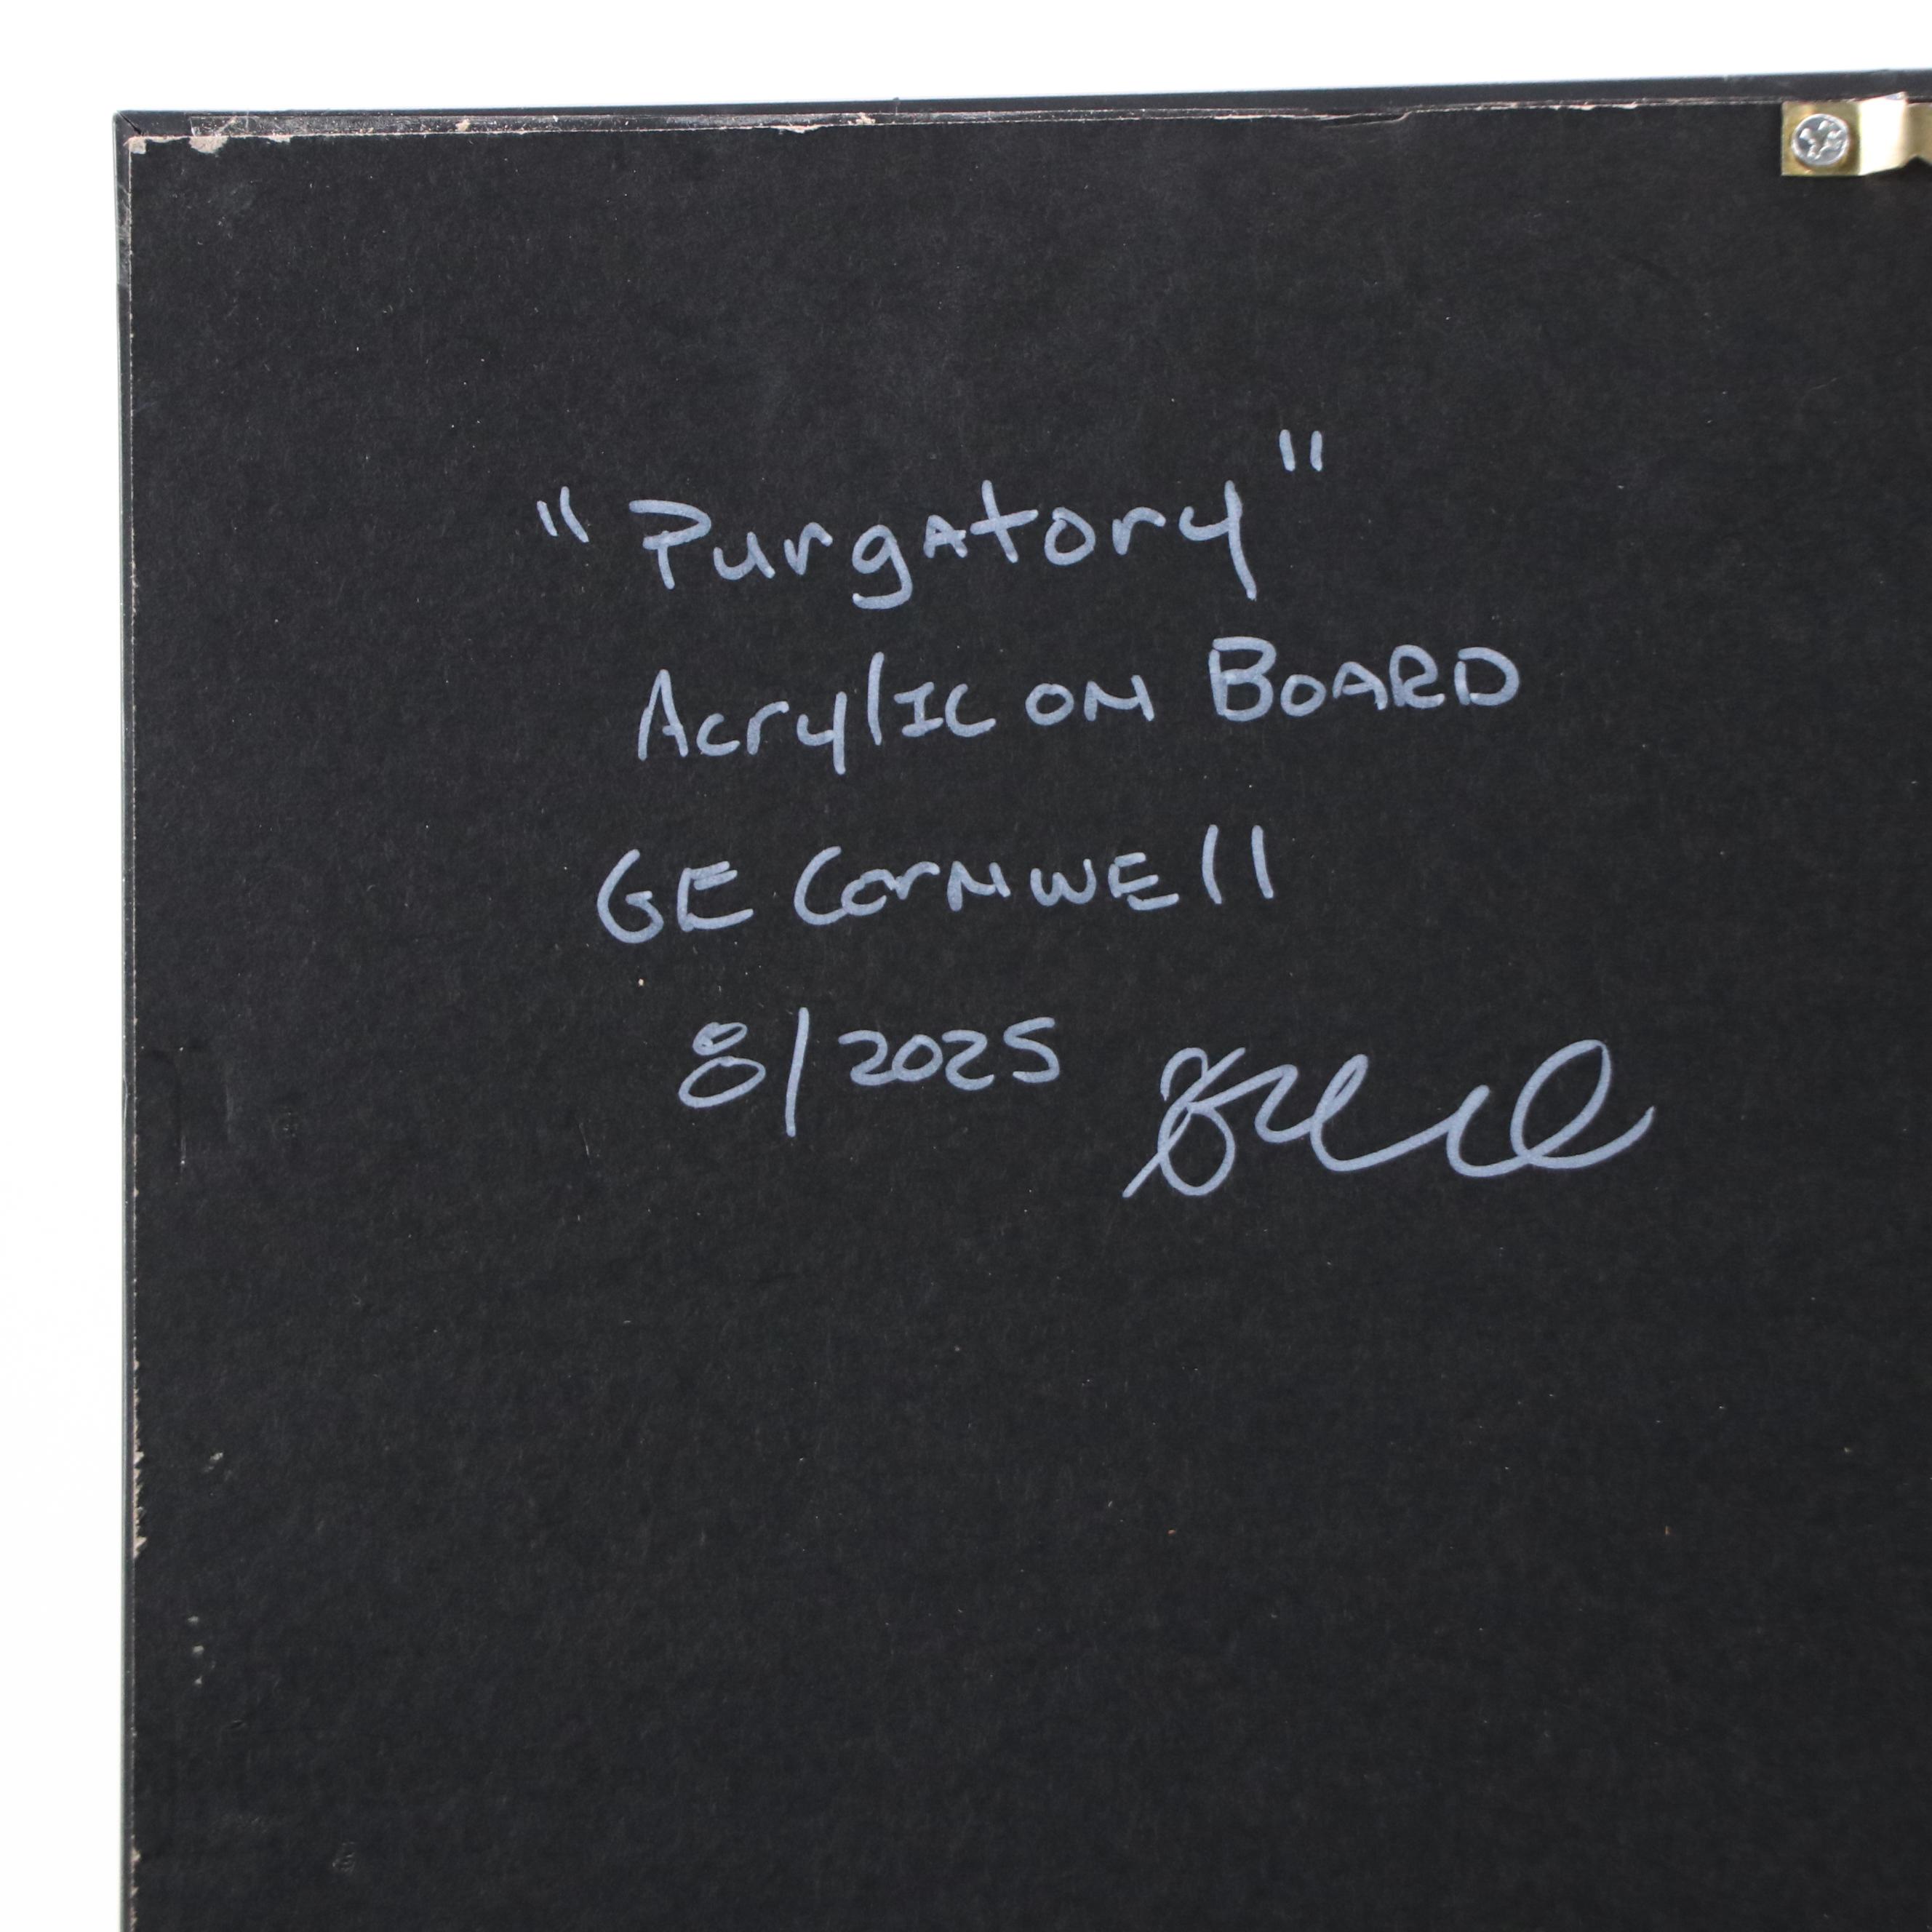 "Purgatory"
Acrylic on Board
GE Cornwell
8/2025